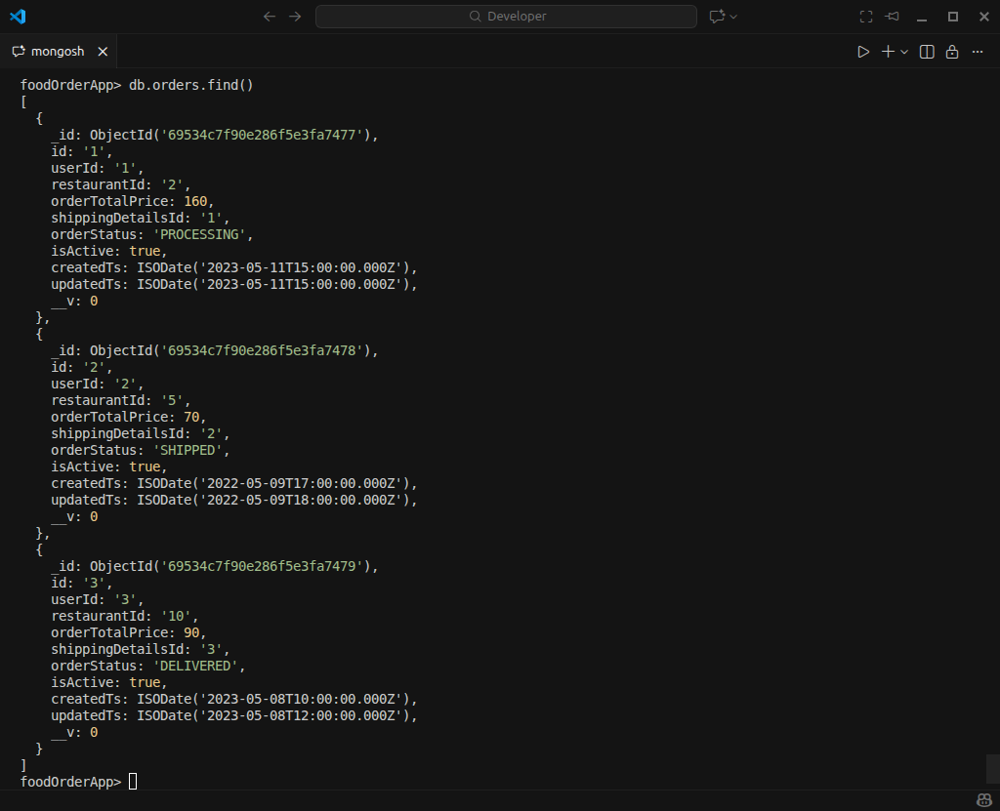 Developer
mongosh
foodOrderApp> db.orders.find()
[
  {
    _id: ObjectId('69534c7f90e286f5e3fa7477'),
    id: '1',
    userId: '1',
    restaurantId: '2',
    orderTotalPrice: 160,
    shippingDetailsId: '1',
    orderStatus: 'PROCESSING',
    isActive: true,
    createdTs: ISODate('2023-05-11T15:00:00.000Z'),
    updatedTs: ISODate('2023-05-11T15:00:00.000Z'),
    __v: 0
  },
  {
    _id: ObjectId('69534c7f90e286f5e3fa7478'),
    id: '2',
    userId: '2',
    restaurantId: '5',
    orderTotalPrice: 70,
    shippingDetailsId: '2',
    orderStatus: 'SHIPPED',
    isActive: true,
    createdTs: ISODate('2022-05-09T17:00:00.000Z'),
    updatedTs: ISODate('2022-05-09T18:00:00.000Z'),
    __v: 0
  },
  {
    _id: ObjectId('69534c7f90e286f5e3fa7479'),
    id: '3',
    userId: '3',
    restaurantId: '10',
    orderTotalPrice: 90,
    shippingDetailsId: '3',
    orderStatus: 'DELIVERED',
    isActive: true,
    createdTs: ISODate('2023-05-08T10:00:00.000Z'),
    updatedTs: ISODate('2023-05-08T12:00:00.000Z'),
    __v: 0
  }
]
foodOrderApp>